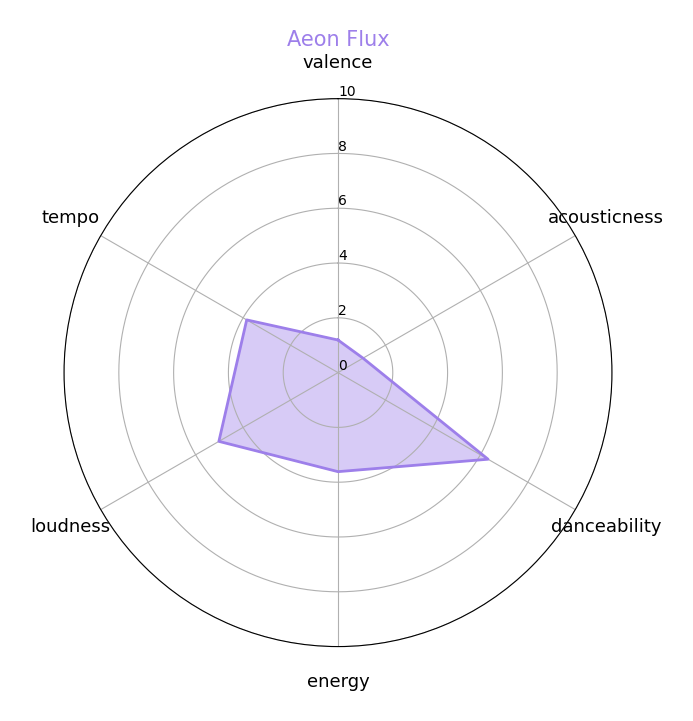 Aeon Flux
valence
10
8
6
4
2
0
tempo
acousticness
loudness
danceability
energy